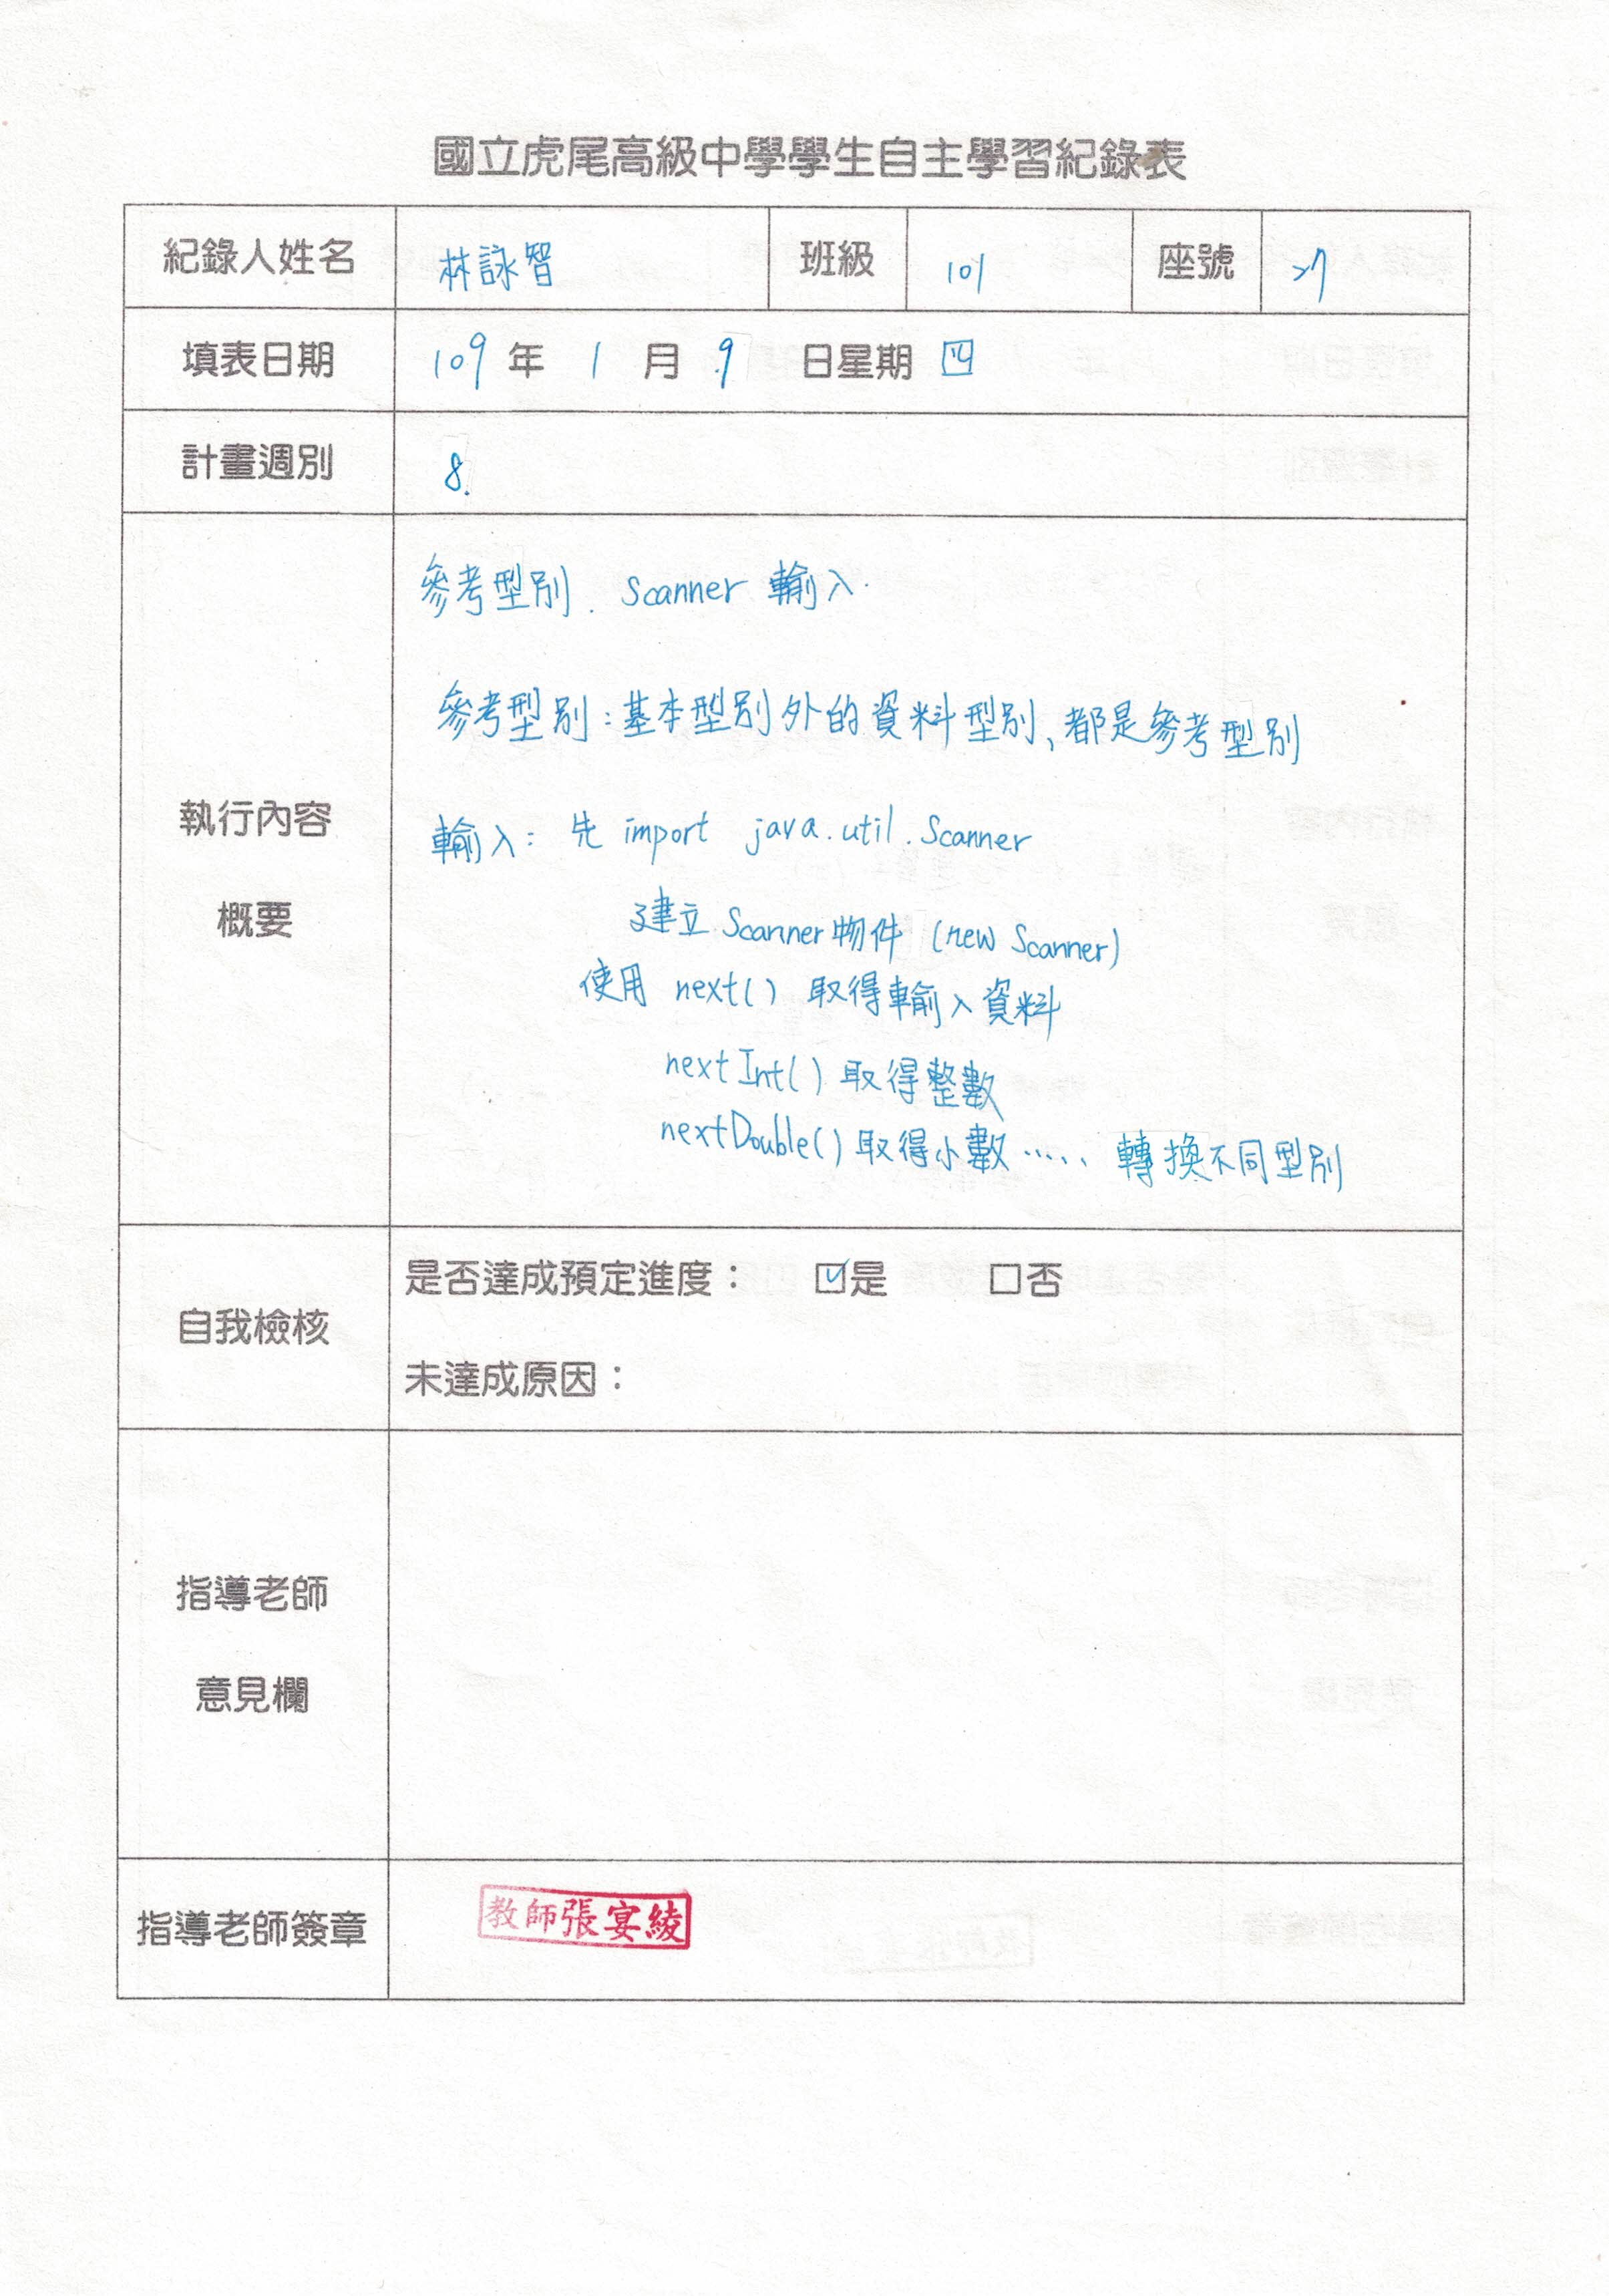 國立虎尾高級中學學生自主學習紀錄表
紀錄人姓名 林詠智 班級 101 座號 27
填表日期 109 年 1 月 9 日星期 四
計畫週別 8.
執行內容
概要
參考型別. Scanner 輸入.
參考型別:基本型別外的資料型別、都是參考型別
輸入: 先 import java.util.Scanner
建立 Scanner物件 (new Scanner)
使用 next() 取得輸入資料
nextInt() 取得整數
nextDouble() 取得小數..... 轉換不同型別
自我檢核
是否達成預定進度: ☑是 □否
未達成原因:
指導老師
意見欄
指導老師簽章 教師張宴綾